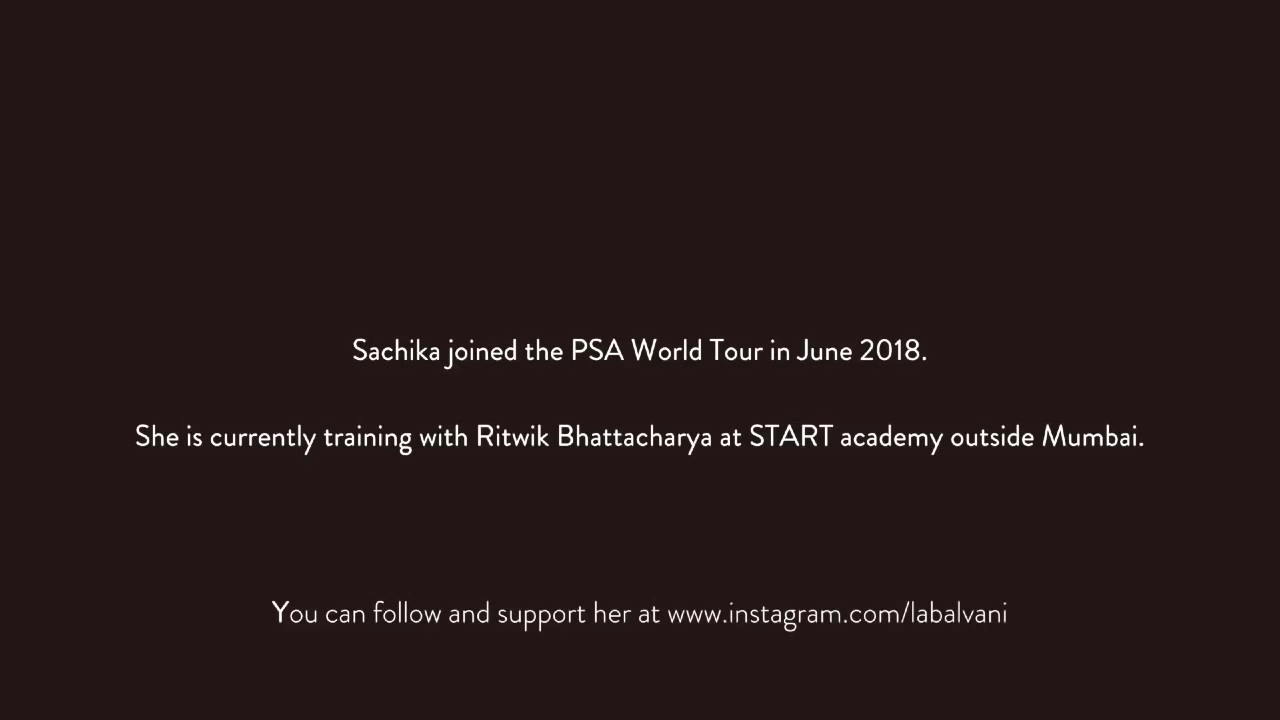 Sachika joined the PSA World Tour in June 2018.
She is currently training with Ritwik Bhattacharya at START academy outside Mumbai.
You can follow and support her at www.instagram.com/labalvani